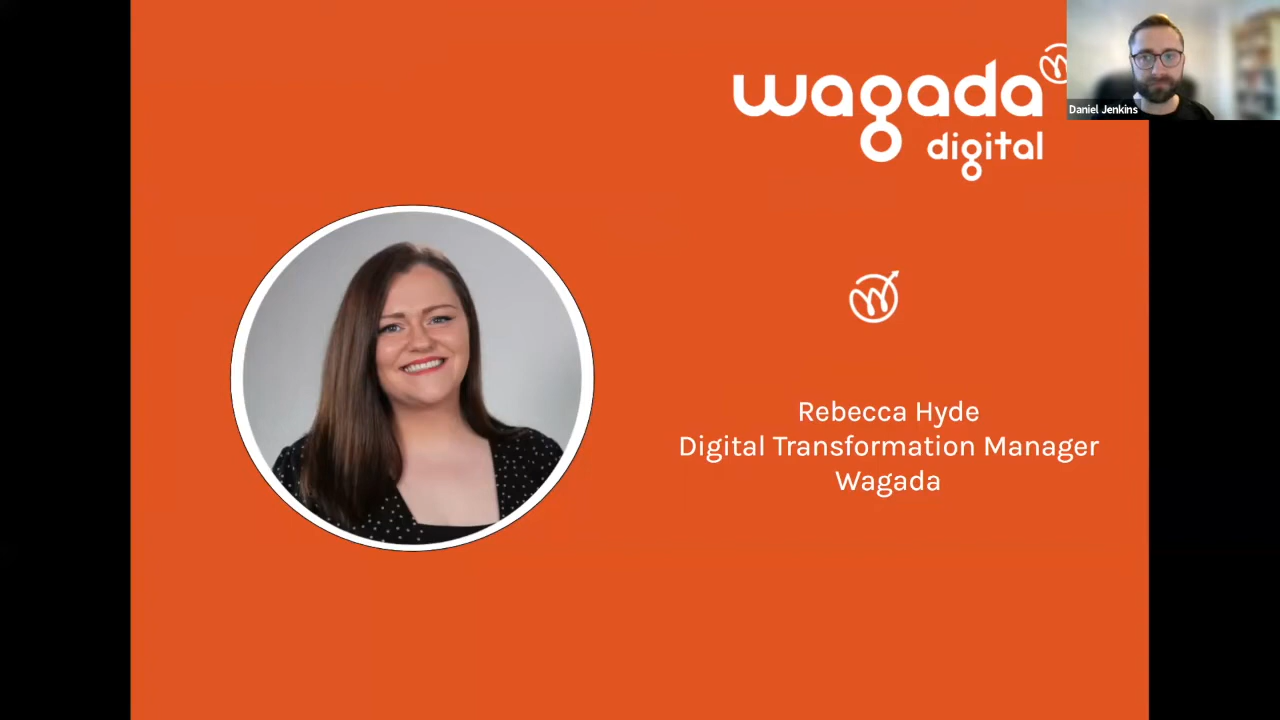 wagada
digital
Daniel Jenkins
Rebecca Hyde
Digital Transformation Manager
Wagada